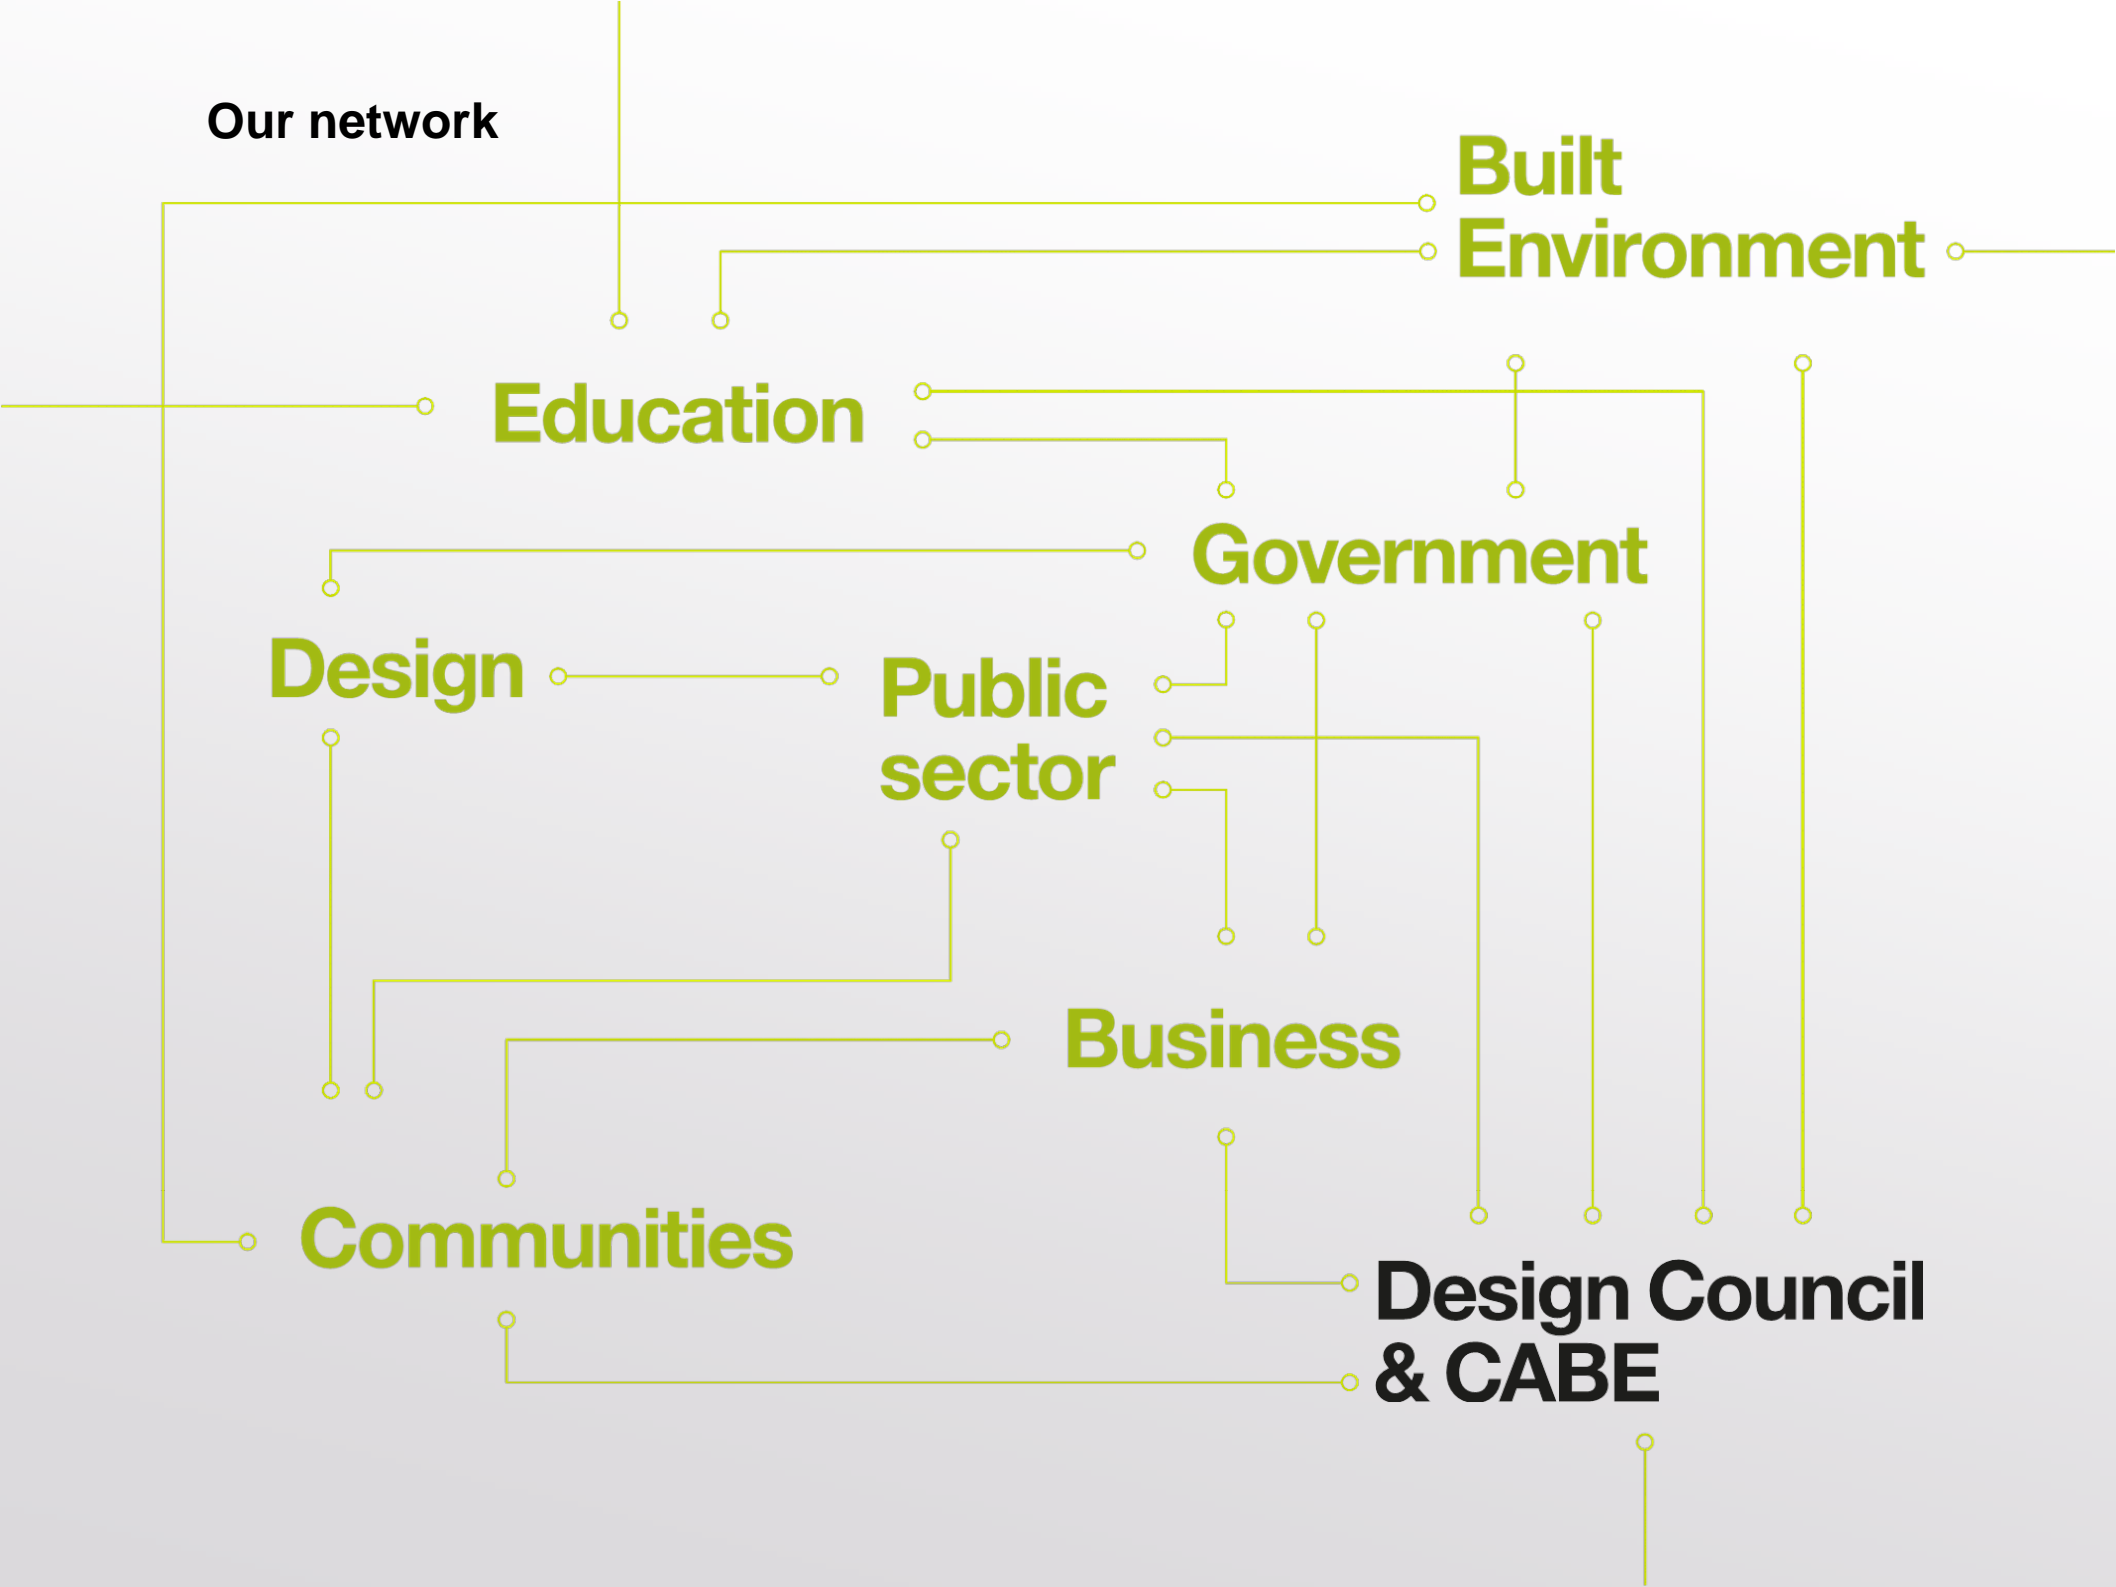 Our network
Built
Environment
Education
Government
Design
Public
sector
Business
Communities
Design Council
& CABE